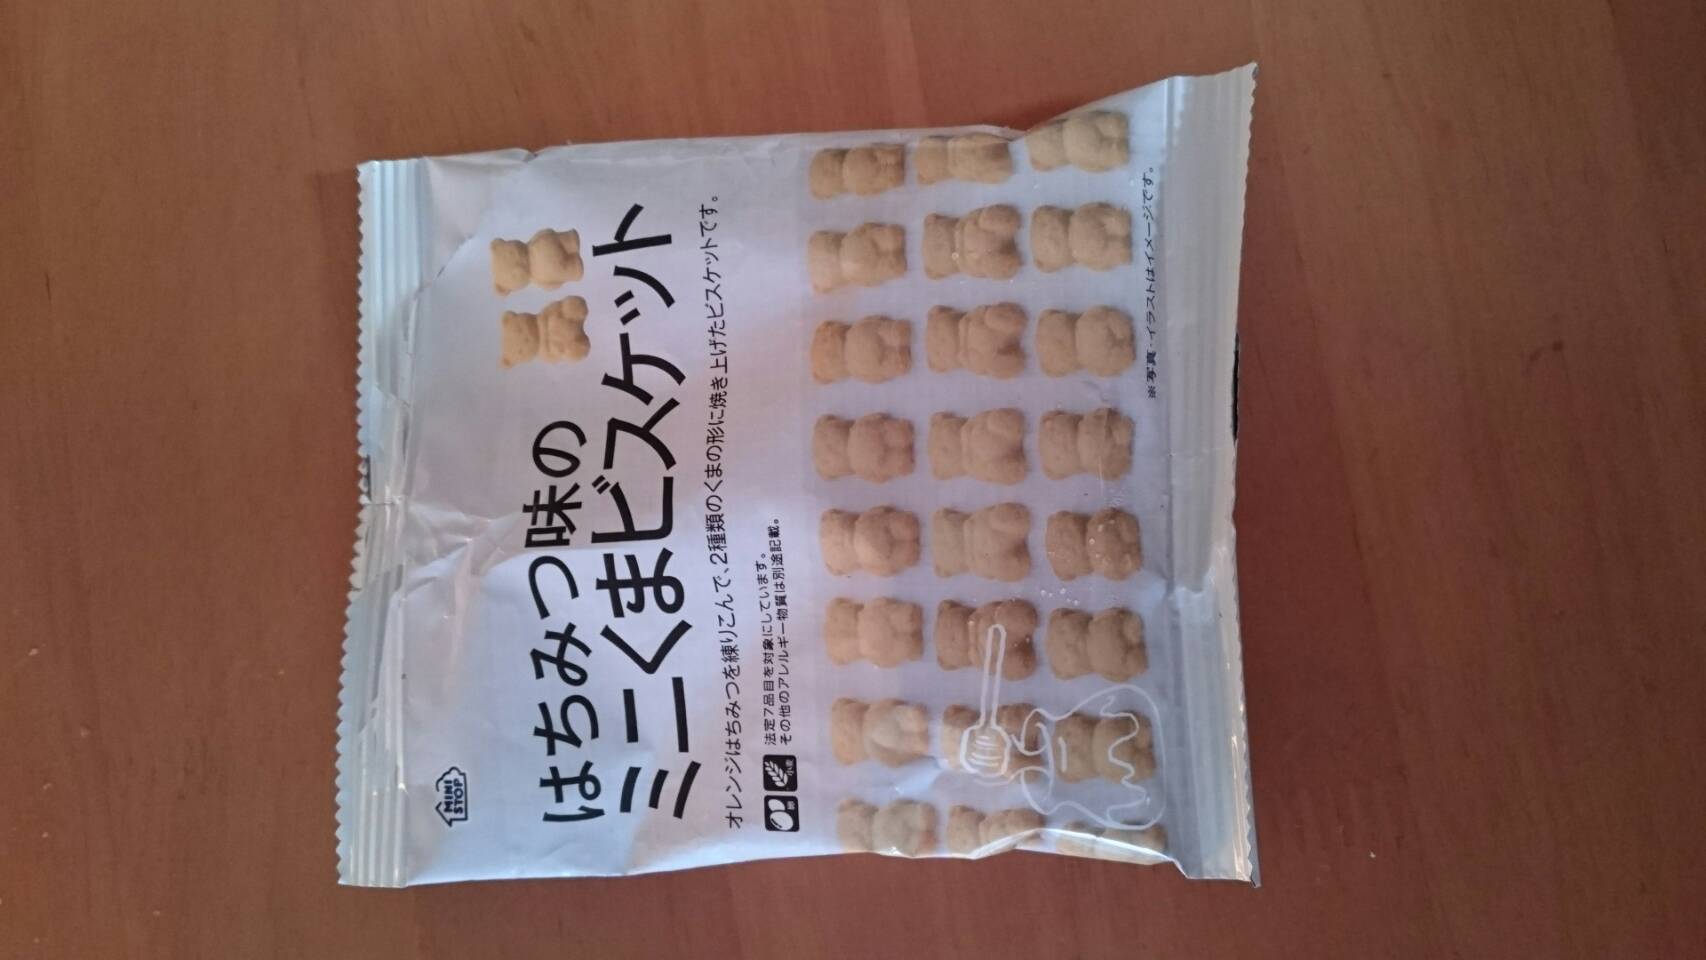 MINI
STOP
はちみつ味の
ミニくまビスケット
オレンジはちみつを練りこんで、2種類のくまの形に焼き上げたビスケットです。
卵 小麦
法定7品目を対象にしています。
その他のアレルギー物質は別途記載。
※写真・イラストはイメージです。